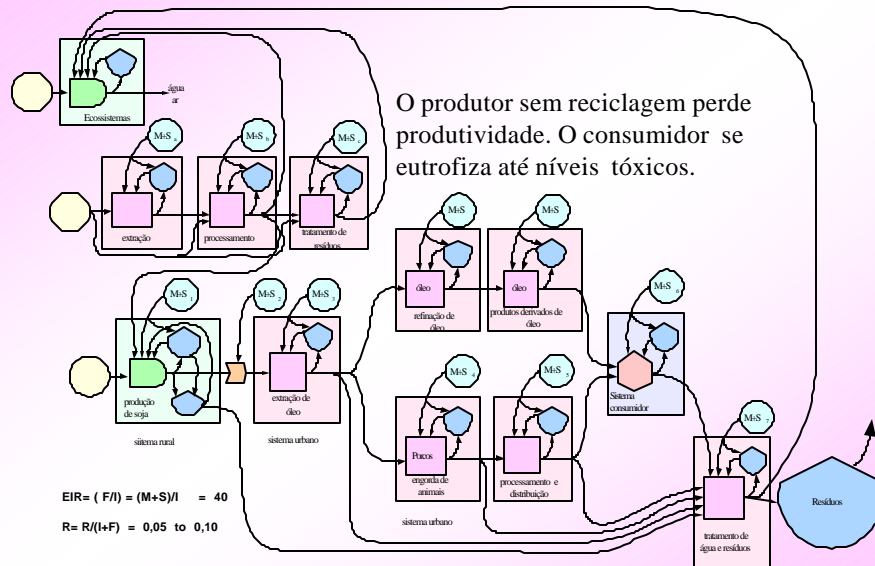 água
ar
Ecossistemas
O produtor sem reciclagem perde
produtividade. O consumidor se
eutrofiza até níveis tóxicos.
M+S a
M+S b
M+S c
extração
processamento
tratamento de
resíduos
M+S
M+S
óleo
óleo
refinação de
óleo
produtos derivados de
óleo
M+S 1
M+S 2
M+S 3
M+S 6
produção
de soja
extração de
óleo
Sistema
consumidor
siitema rural
sistema urbano
M+S 4
M+S 5
M+S 7
Porcos
engorda de
animais
processamento e
distribuição
sistema urbano
Resíduos
tratamento de
água e resíduos
EIR= ( F/I) = (M+S)/I = 40
R= R/(I+F) = 0,05 to 0,10